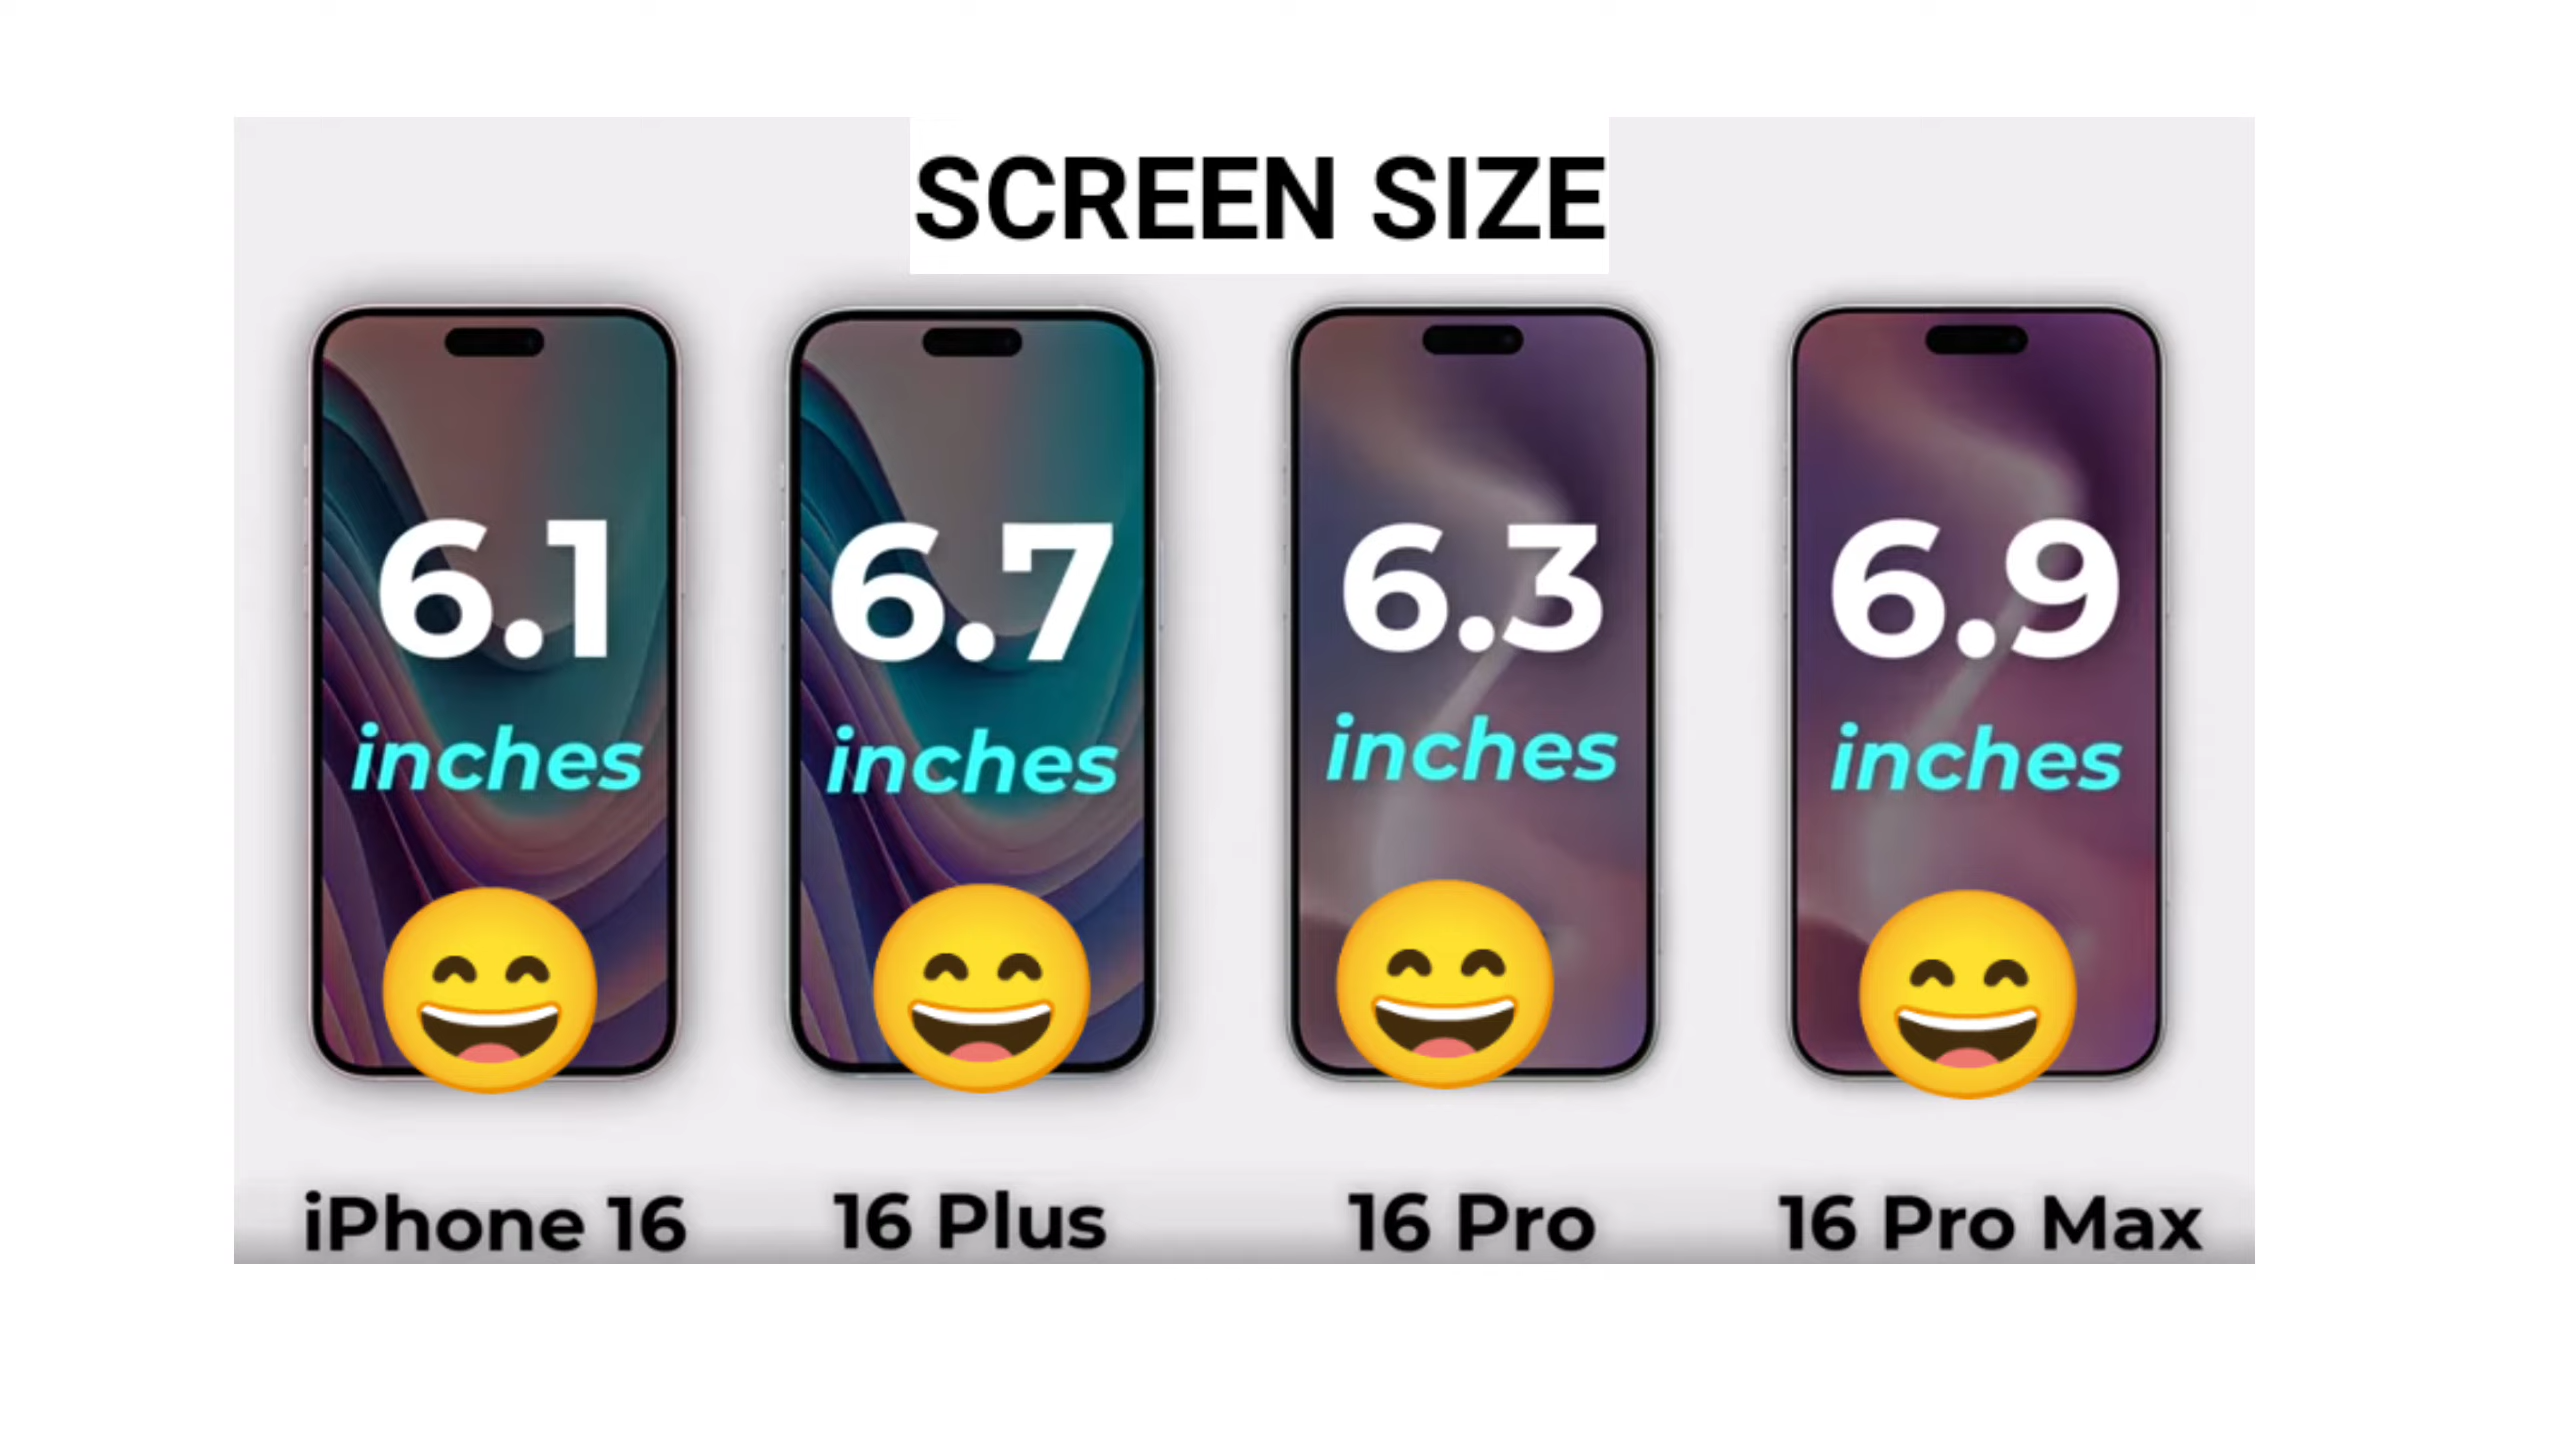 SCREEN SIZE
6.1
inches
iPhone 16
6.7
inches
16 Plus
6.3
inches
16 Pro
6.9
inches
16 Pro Max